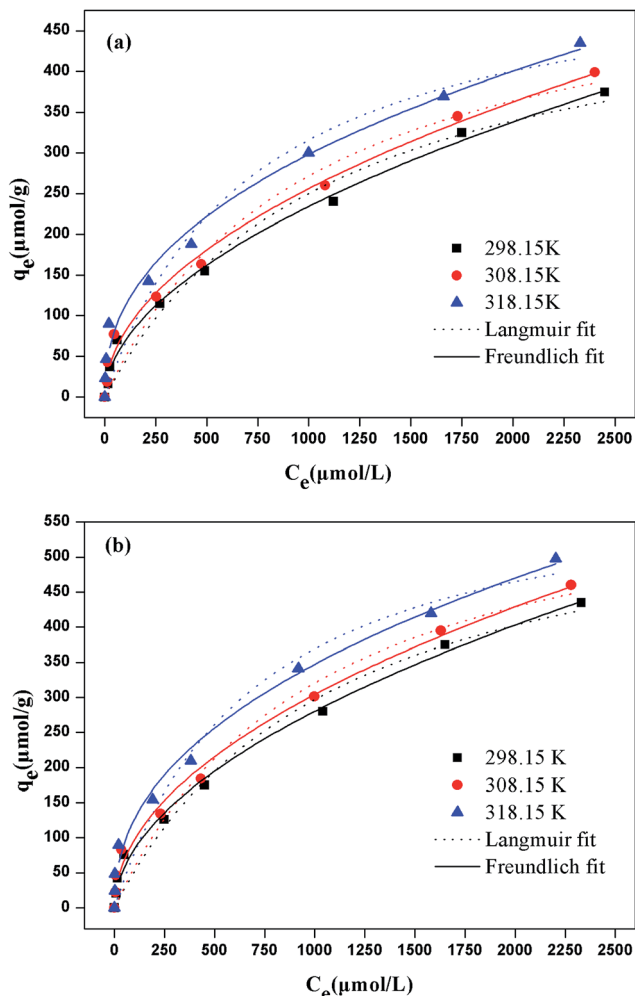 (a)
450
400
350
300
250
200
150
100
50
0
qe(μmol/g)
298.15K
308.15K
318.15K
Langmuir fit
Freundlich fit
0 250 500 750 1000 1250 1500 1750 2000 2250 2500
Ce(μmol/L)
(b)
550
500
450
400
350
300
250
200
150
100
50
0
qe(μmol/g)
298.15 K
308.15 K
318.15 K
Langmuir fit
Freundlich fit
0 250 500 750 1000 1250 1500 1750 2000 2250 2500
Ce(μmol/L)